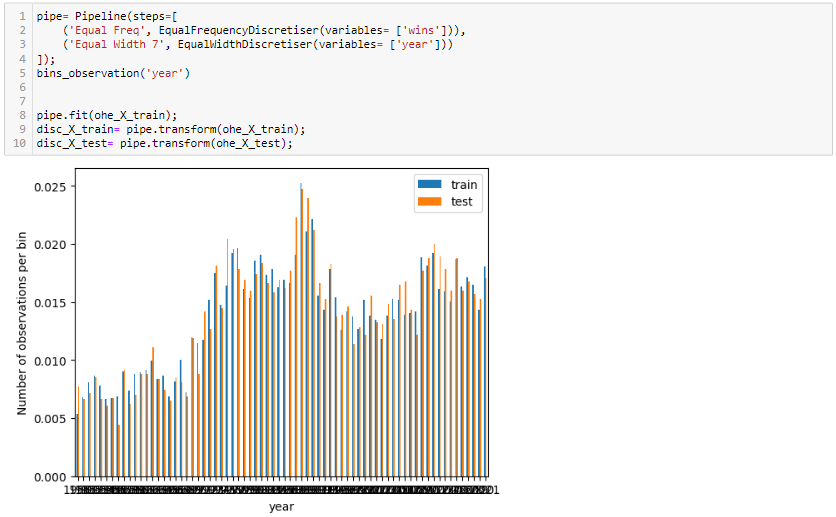 1 pipe= Pipeline(steps=[
2 ('Equal Freq', EqualFrequencyDiscretiser(variables= ['wins'])),
3 ('Equal Width 7', EqualWidthDiscretiser(variables= ['year']))
4 ]);
5 bins_observation('year')
6
7
8 pipe.fit(ohe_X_train);
9 disc_X_train= pipe.transform(ohe_X_train);
10 disc_X_test= pipe.transform(ohe_X_test);
train
test
0.025
0.020
0.015
0.010
0.005
0.000
Number of observations per bin
year